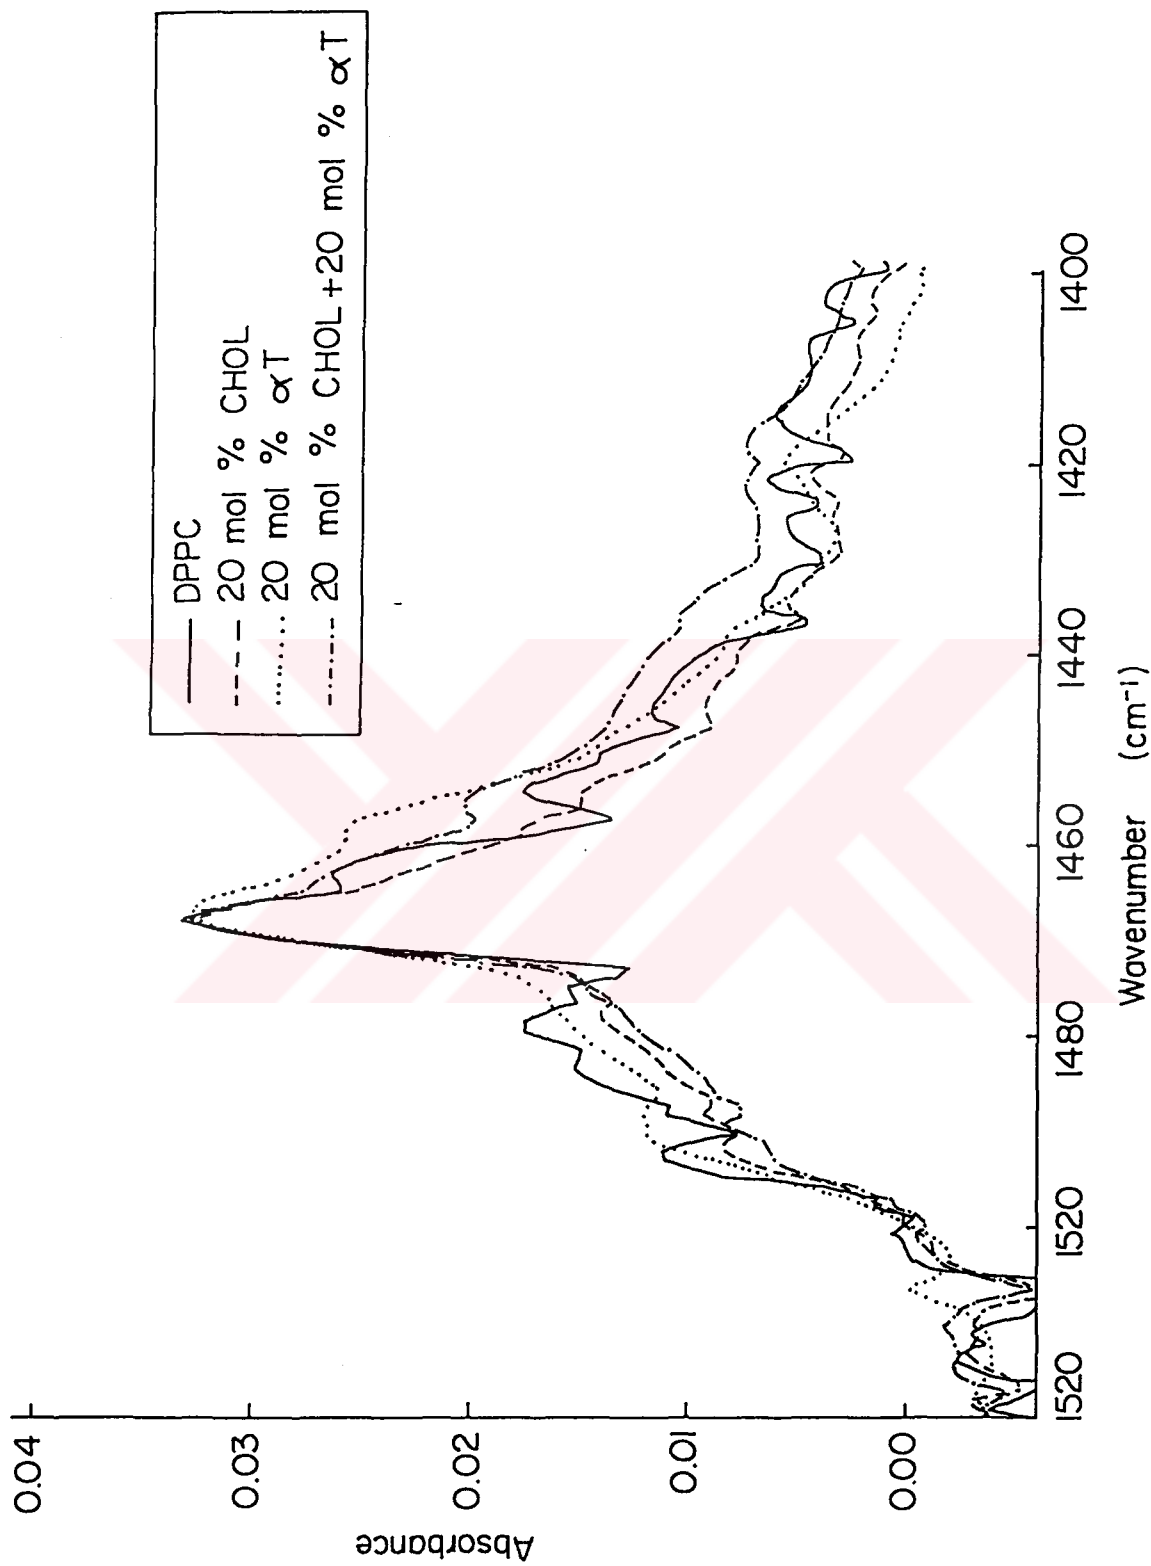 DPPC
20 mol % CHOL
20 mol % αT
20 mol % CHOL+20 mol % αT
Absorbance
0.04
0.03
0.02
0.01
0.00
1520
1520
1480
1460
1440
1420
1400
Wavenumber (cm⁻¹)